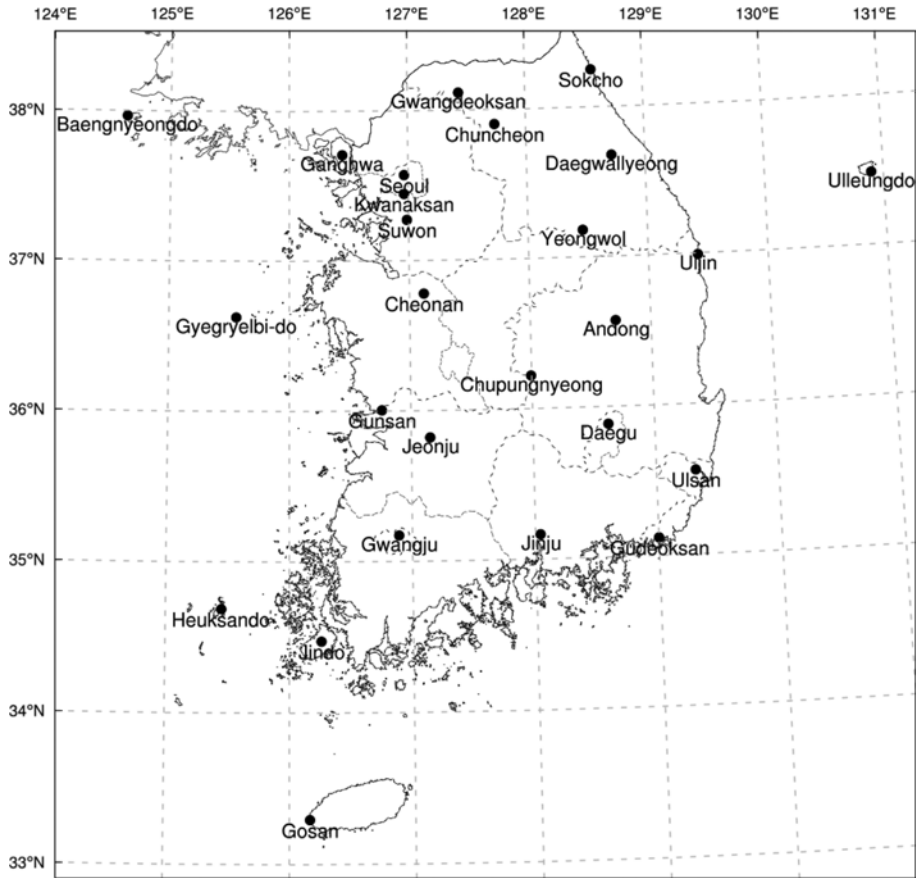 124°E 125°E 126°E 127°E 128°E 129°E 130°E 131°E
Sokcho
Gwangdeoksan
38°N
Baengnyeongdo
Chuncheon
Ganghwa
Daegwallyeong
Ulleungdo
Seoul
Kwanaksan
Suwon
Yeongwol
37°N
Uljin
Cheonan
Gyegryelbi-do
Andong
Chupungnyeong
36°N
Gunsan
Daegu
Jeonju
Ulsan
35°N
Gwangju
Jinju
Gudeoksan
Heuksando
Jindo
34°N
Gosan
33°N